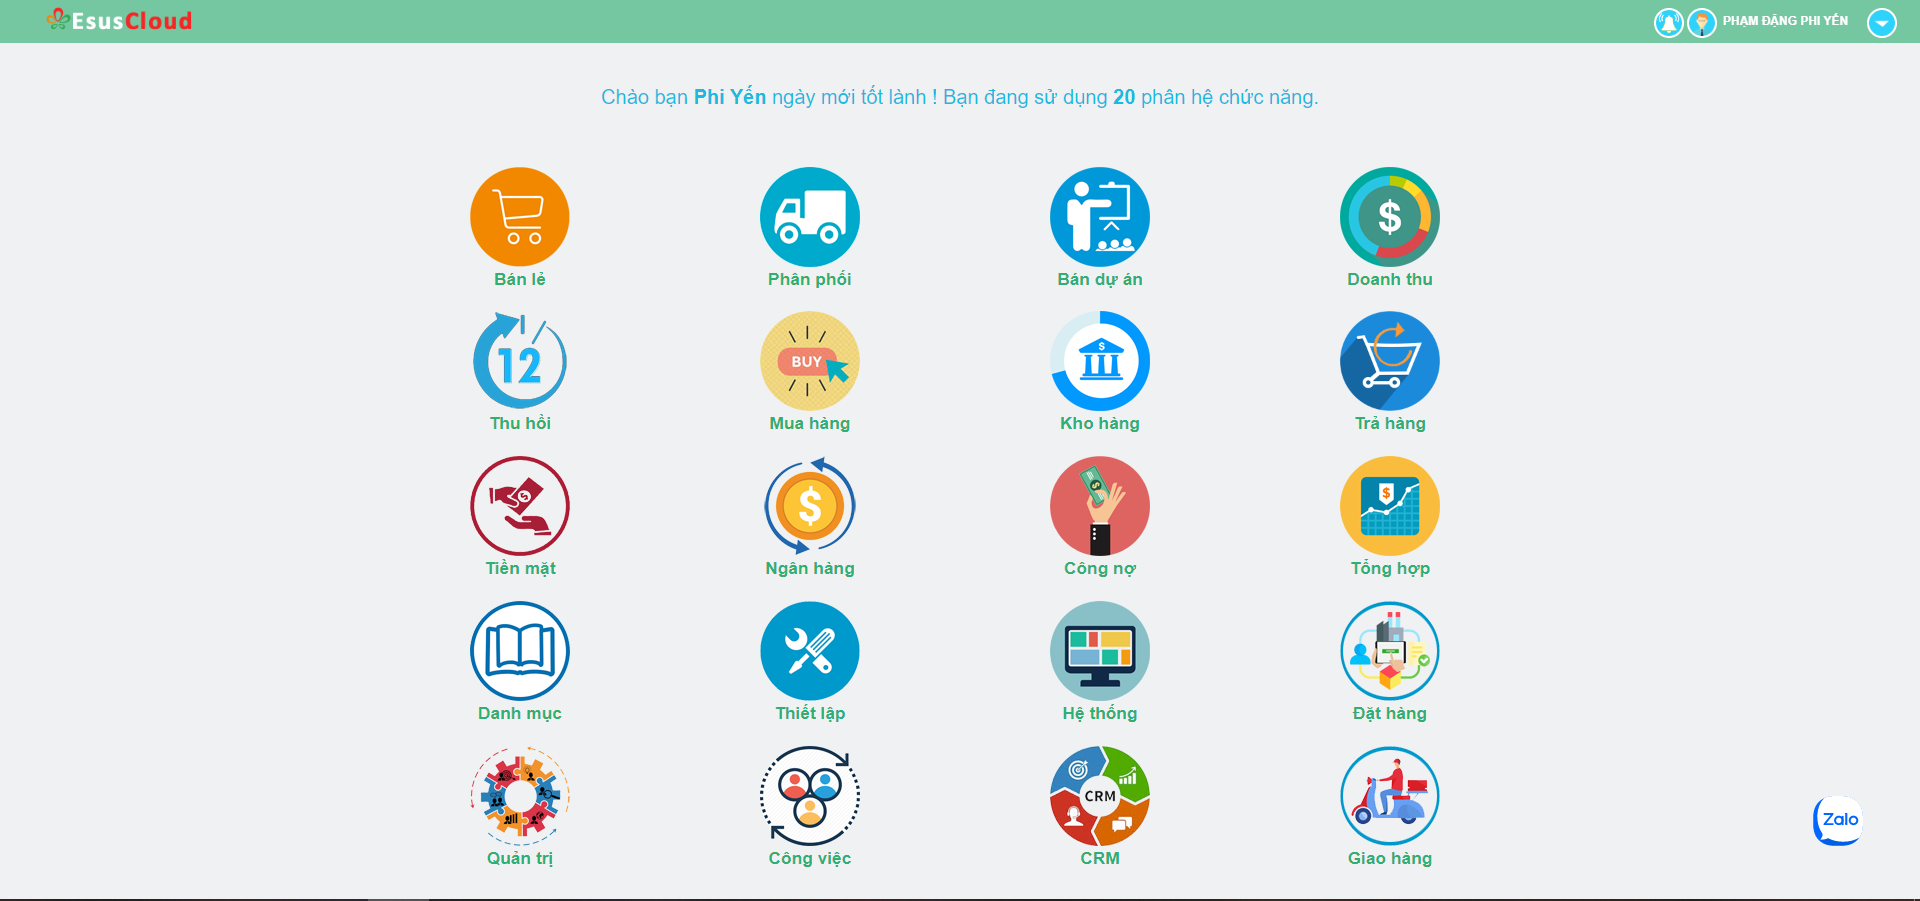 EsusCloud
PHẠM ĐẶNG PHI YẾN
Chào bạn Phi Yến ngày mới tốt lành ! Bạn đang sử dụng 20 phân hệ chức năng.
$
Bán lẻ
Phân phối
Bán dự án
Doanh thu
12
BUY
$
Thu hồi
Mua hàng
Kho hàng
Trả hàng
$
$
$
$
Tiền mặt
Ngân hàng
Công nợ
Tổng hợp
Danh mục
Thiết lập
Hệ thống
Đặt hàng
CRM
Zalo
Quản trị
Công việc
CRM
Giao hàng